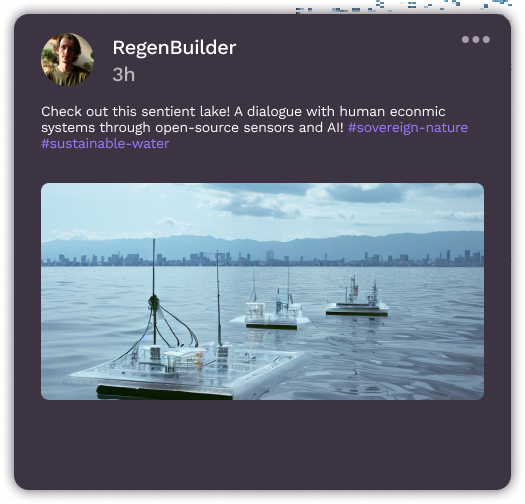 RegenBuilder
3h
Check out this sentient lake! A dialogue with human econmic
systems through open-source sensors and AI! #sovereign-nature
#sustainable-water